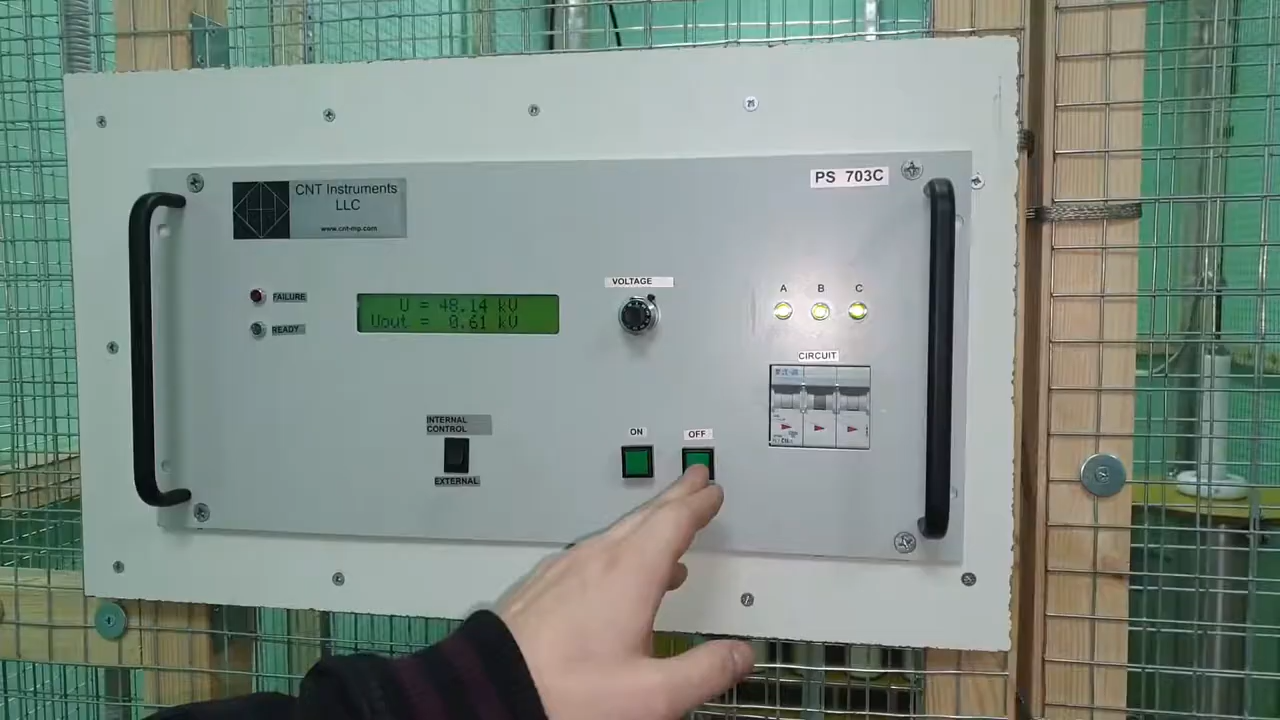 CNT Instruments
LLC
www.cnt-mp.com
PS 703C
FAILURE
READY
U = 48.14 kV
Uout = 0.61 kV
VOLTAGE
A B C
CIRCUIT
INTERNAL
CONTROL
EXTERNAL
ON
OFF